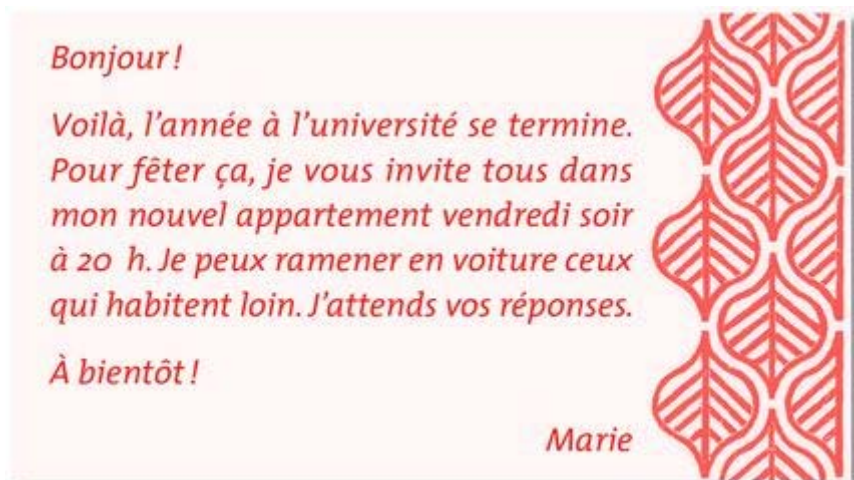 Bonjour !
Voilà, l'année à l'université se termine.
Pour fêter ça, je vous invite tous dans
mon nouvel appartement vendredi soir
à 20 h. Je peux ramener en voiture ceux
qui habitent loin. J'attends vos réponses.
À bientôt !
Marie